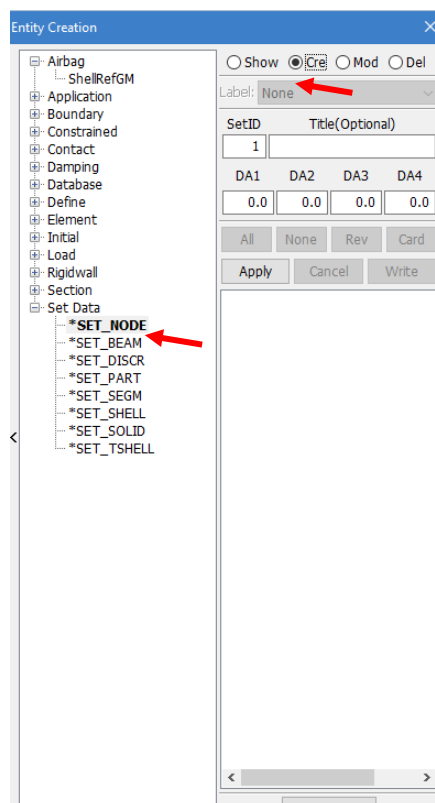 Entity Creation
Airbag
ShellRefGM
Application
Boundary
Constrained
Contact
Damping
Database
Define
Element
Initial
Load
Rigidwall
Section
Set Data
*SET_NODE
*SET_BEAM
*SET_DISCR
*SET_PART
*SET_SEGM
*SET_SHELL
*SET_SOLID
*SET_TSHELL
Show Cre Mod Del
Label: None
SetID Title(Optional)
1
DA1 DA2 DA3 DA4
0.0 0.0 0.0 0.0
All None Rev Card
Apply Cancel Write